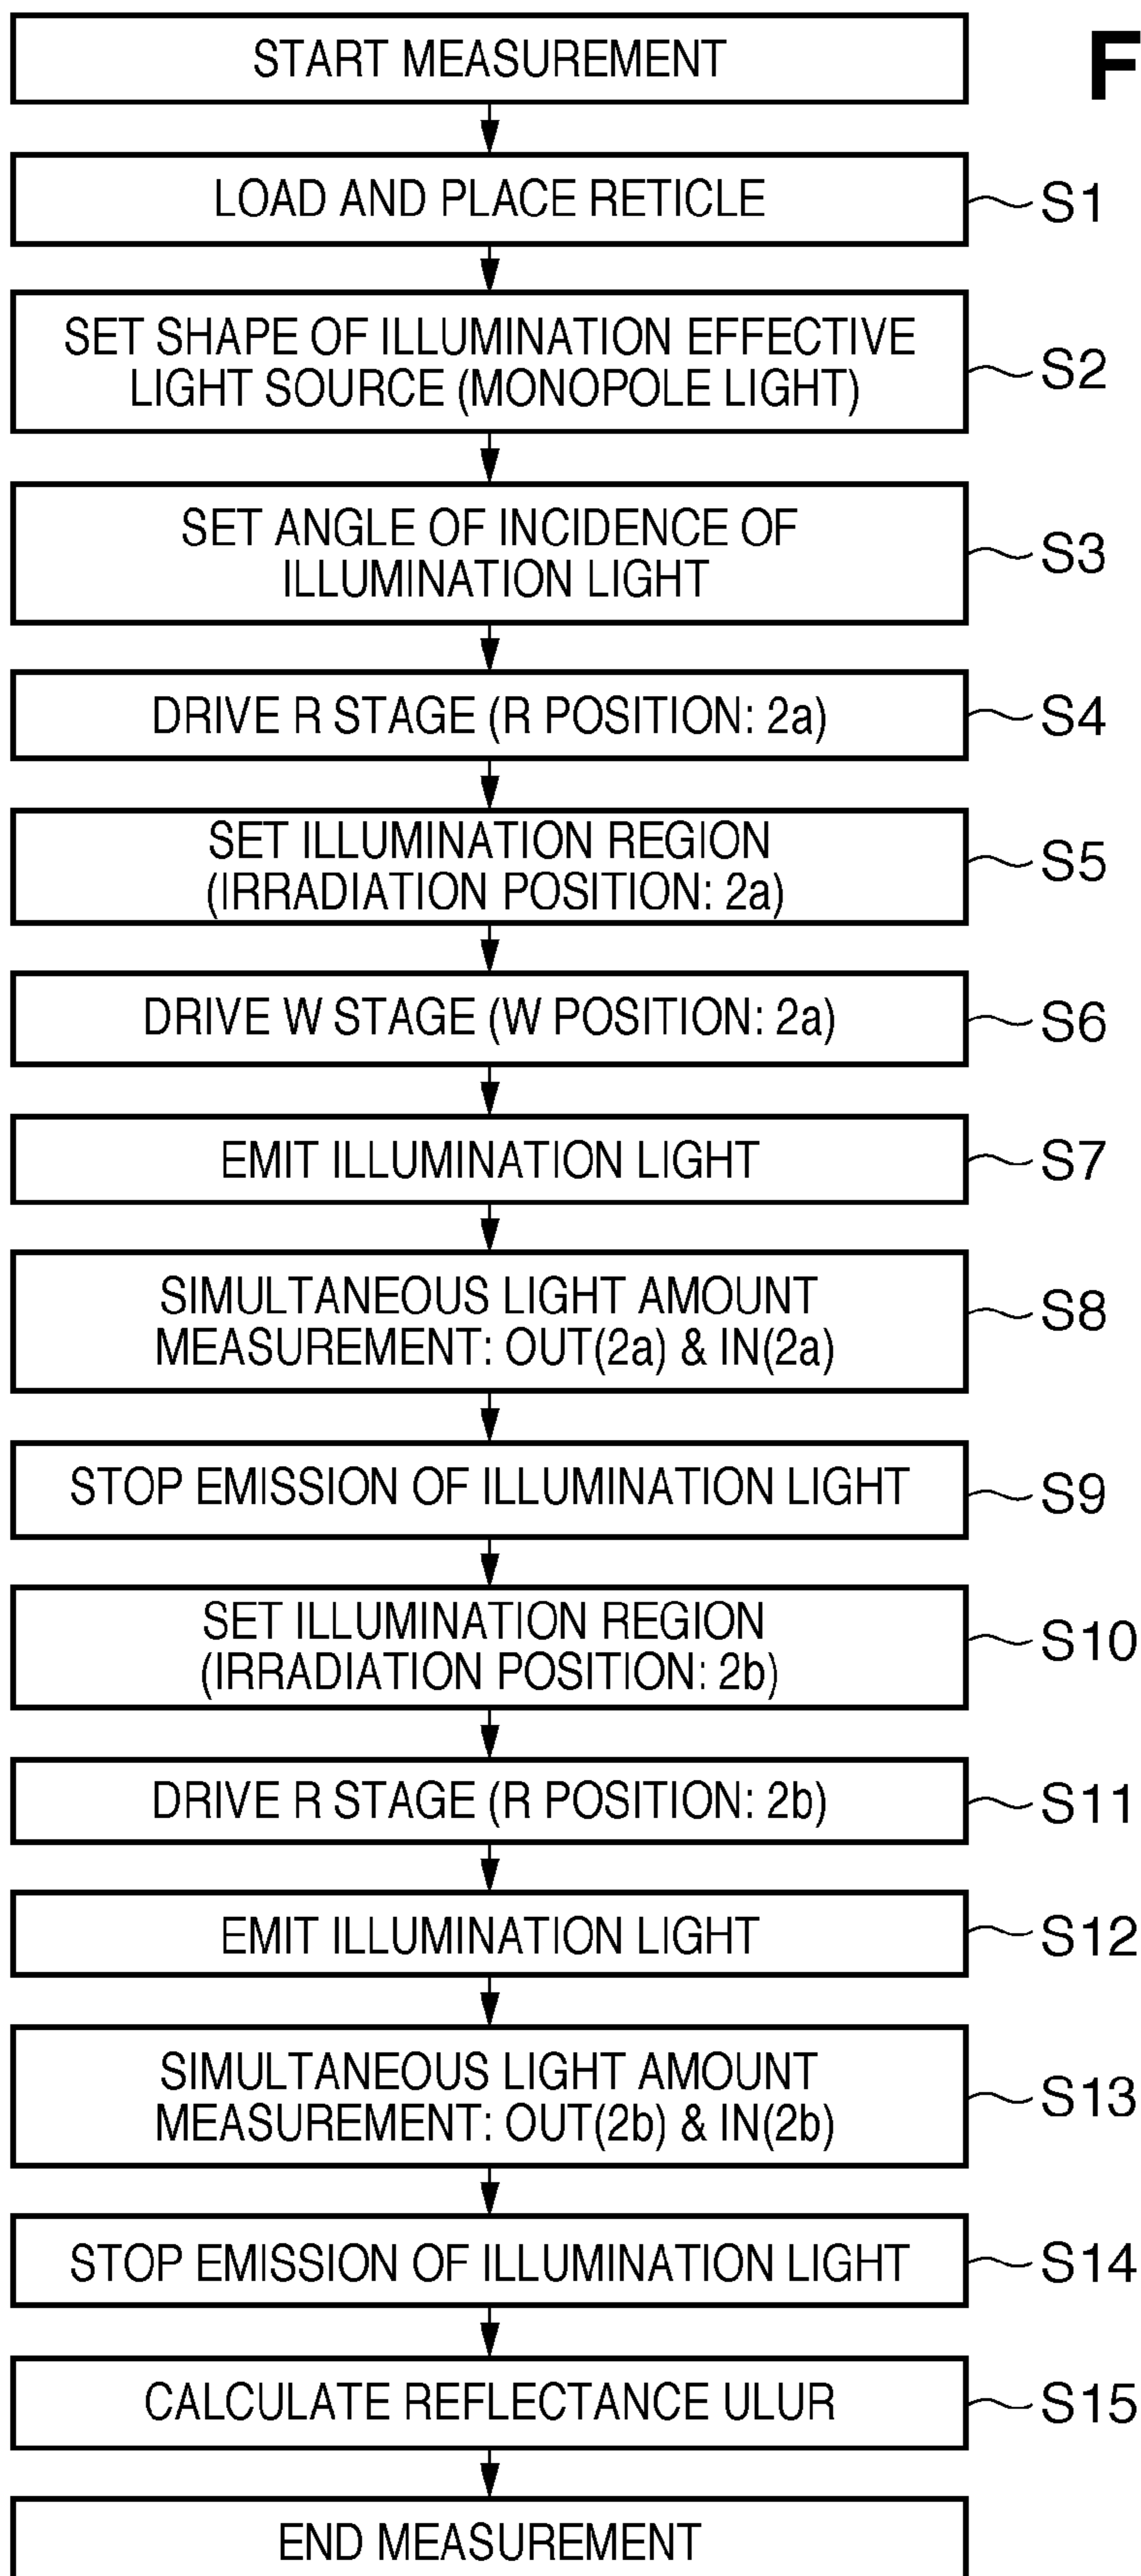 START MEASUREMENT
F
LOAD AND PLACE RETICLE
S1
SET SHAPE OF ILLUMINATION EFFECTIVE
LIGHT SOURCE (MONOPOLE LIGHT)
S2
SET ANGLE OF INCIDENCE OF
ILLUMINATION LIGHT
S3
DRIVE R STAGE (R POSITION: 2a)
S4
SET ILLUMINATION REGION
(IRRADIATION POSITION: 2a)
S5
DRIVE W STAGE (W POSITION: 2a)
S6
EMIT ILLUMINATION LIGHT
S7
SIMULTANEOUS LIGHT AMOUNT
MEASUREMENT: OUT(2a) & IN(2a)
S8
STOP EMISSION OF ILLUMINATION LIGHT
S9
SET ILLUMINATION REGION
(IRRADIATION POSITION: 2b)
S10
DRIVE R STAGE (R POSITION: 2b)
S11
EMIT ILLUMINATION LIGHT
S12
SIMULTANEOUS LIGHT AMOUNT
MEASUREMENT: OUT(2b) & IN(2b)
S13
STOP EMISSION OF ILLUMINATION LIGHT
S14
CALCULATE REFLECTANCE ULUR
S15
END MEASUREMENT